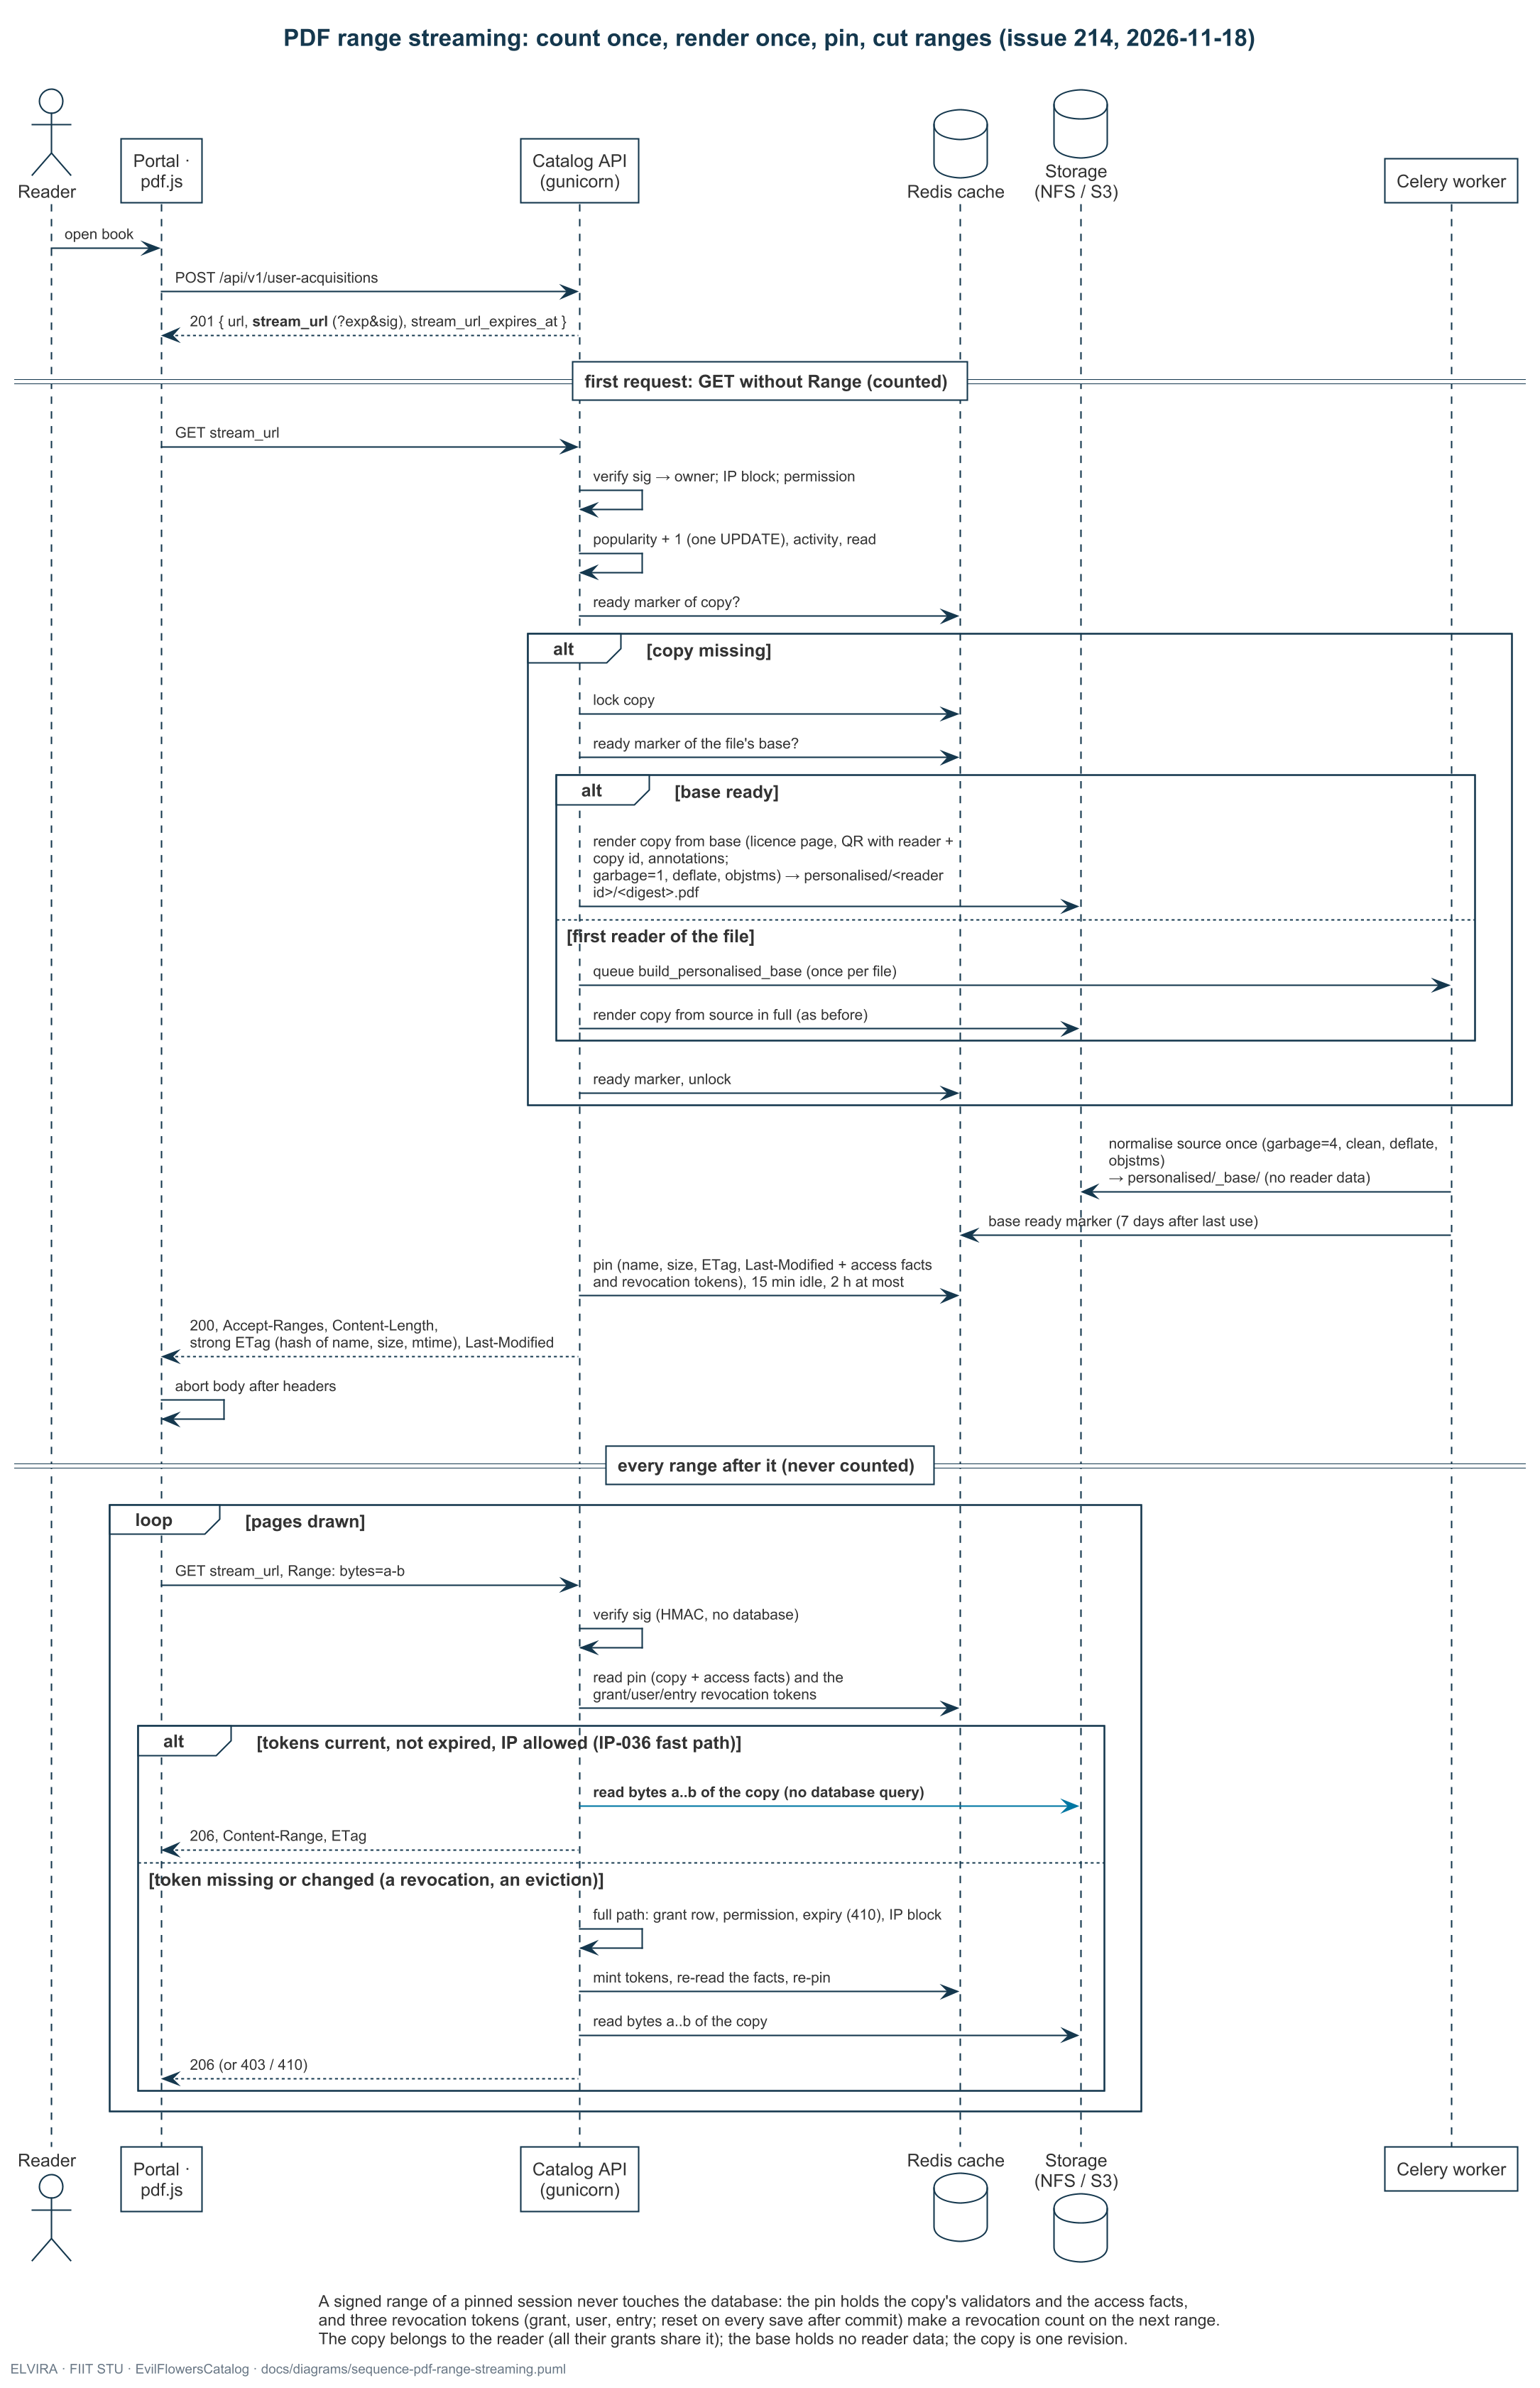 PDF range streaming: count once, render once, pin, cut ranges (issue 214, 2026-11-18)
Reader
Portal ·
pdf.js
Catalog API
(gunicorn)
Redis cache
Storage
(NFS / S3)
Celery worker
open book
POST /api/v1/user-acquisitions
201 { url, stream_url (?exp&sig), stream_url_expires_at }
first request: GET without Range (counted)
GET stream_url
verify sig → owner; IP block; permission
popularity + 1 (one UPDATE), activity, read
ready marker of copy?
alt
[copy missing]
lock copy
ready marker of the file's base?
alt
[base ready]
render copy from base (licence page, QR with reader +
copy id, annotations;
garbage=1, deflate, objstms) → personalised/<reader
id>/<digest>.pdf
[first reader of the file]
queue build_personalised_base (once per file)
render copy from source in full (as before)
ready marker, unlock
normalise source once (garbage=4, clean, deflate,
objstms)
→ personalised/_base/ (no reader data)
base ready marker (7 days after last use)
pin (name, size, ETag, Last-Modified + access facts
and revocation tokens), 15 min idle, 2 h at most
200, Accept-Ranges, Content-Length,
strong ETag (hash of name, size, mtime), Last-Modified
abort body after headers
every range after it (never counted)
loop
[pages drawn]
GET stream_url, Range: bytes=a-b
verify sig (HMAC, no database)
read pin (copy + access facts) and the
grant/user/entry revocation tokens
alt
[tokens current, not expired, IP allowed (IP-036 fast path)]
read bytes a..b of the copy (no database query)
206, Content-Range, ETag
[token missing or changed (a revocation, an eviction)]
full path: grant row, permission, expiry (410), IP block
mint tokens, re-read the facts, re-pin
read bytes a..b of the copy
206 (or 403 / 410)
Reader
Portal ·
pdf.js
Catalog API
(gunicorn)
Redis cache
Storage
(NFS / S3)
Celery worker
A signed range of a pinned session never touches the database: the pin holds the copy's validators and the access facts,
and three revocation tokens (grant, user, entry; reset on every save after commit) make a revocation count on the next range.
The copy belongs to the reader (all their grants share it); the base holds no reader data; the copy is one revision.
ELVIRA · FIIT STU · EvilFlowersCatalog · docs/diagrams/sequence-pdf-range-streaming.puml